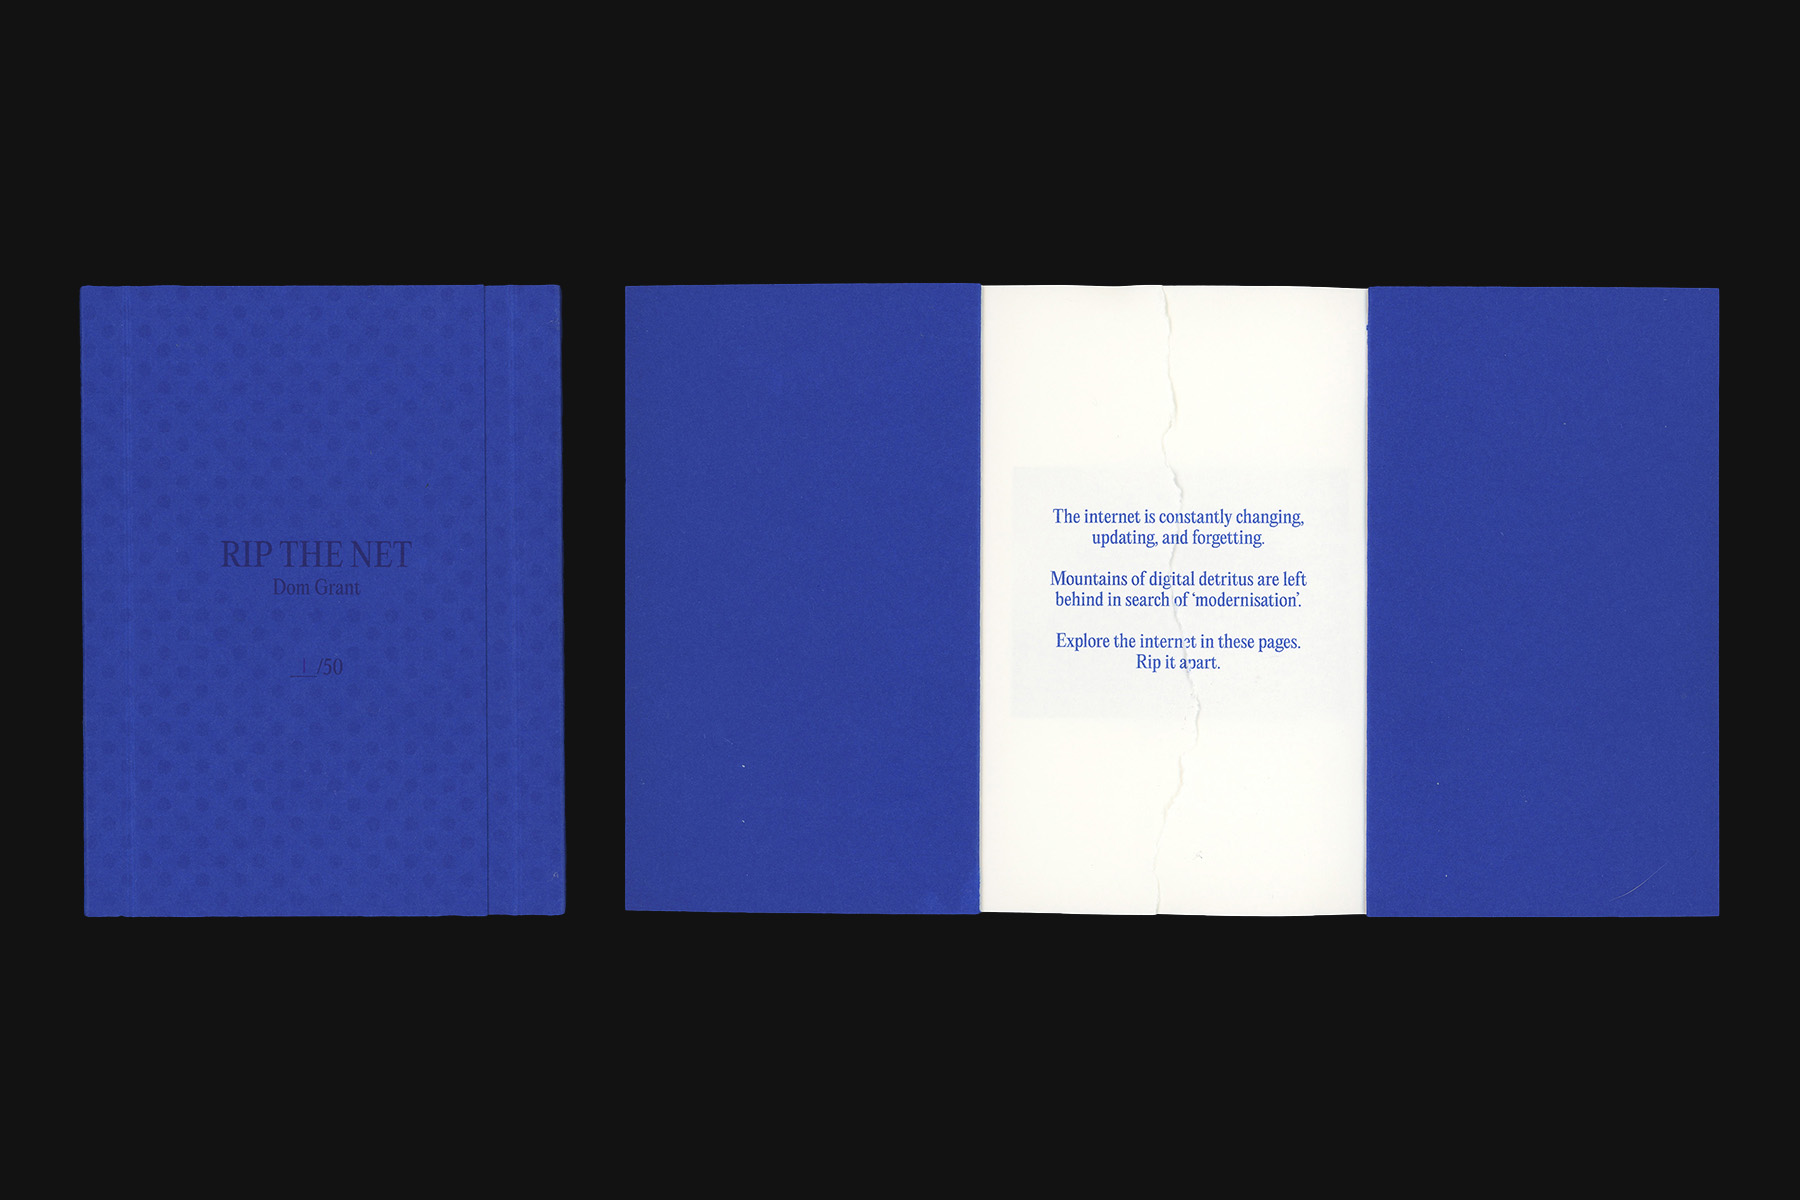 RIP THE NET
Dom Grant
1/50
The internet is constantly changing,
updating, and forgetting.
Mountains of digital detritus are left
behind in search of ‘modernisation’.
Explore the internet in these pages.
Rip it apart.